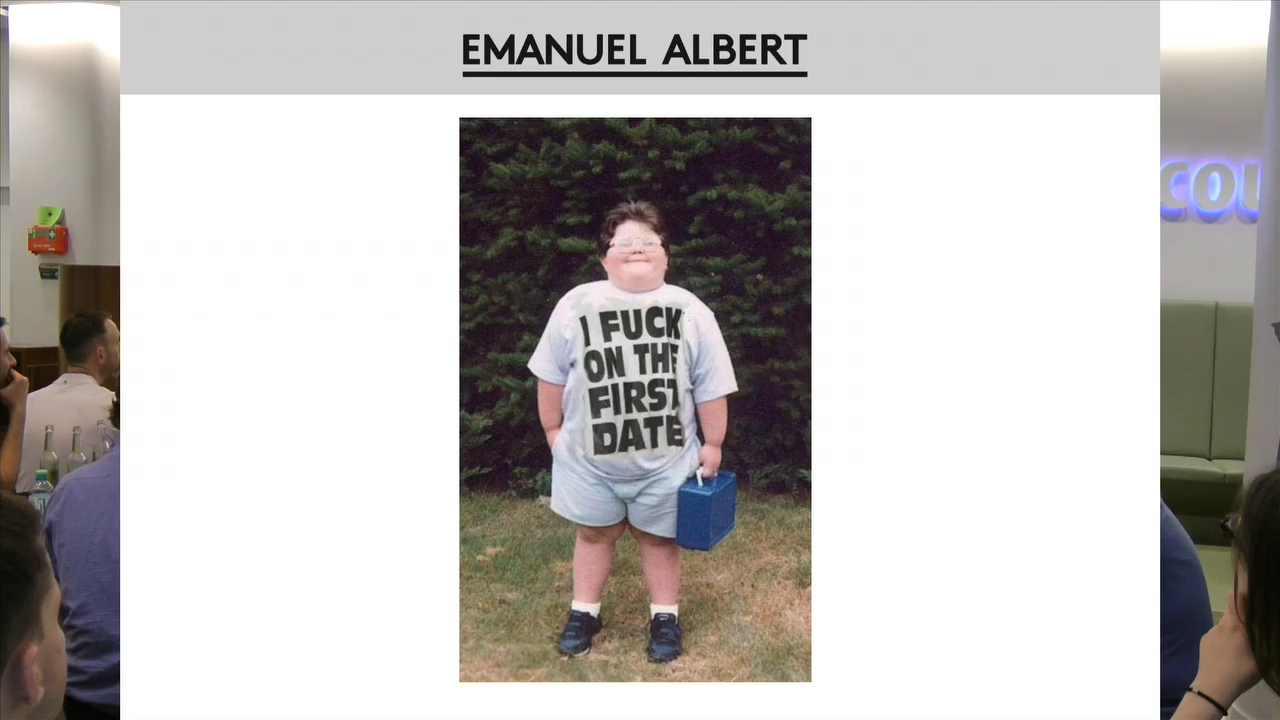 EMANUEL ALBERT
I FUCK
ON THE
FIRST
DATE